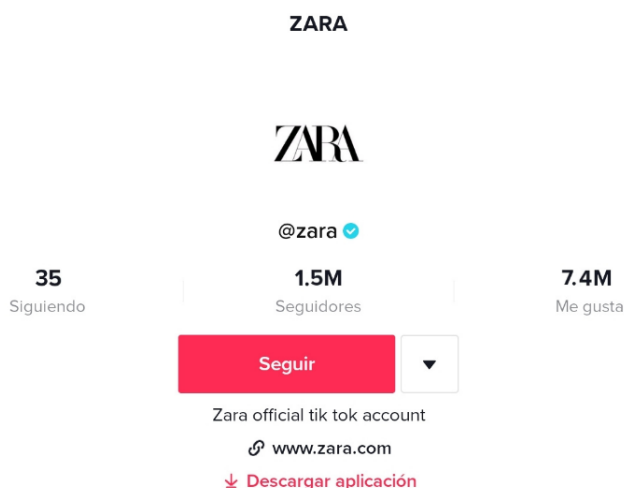 ZARA
ZARA
@zara
35 1.5M 7.4M
Siguiendo Seguidores Me gusta
Seguir
Zara official tik tok account
www.zara.com
Descargar aplicación